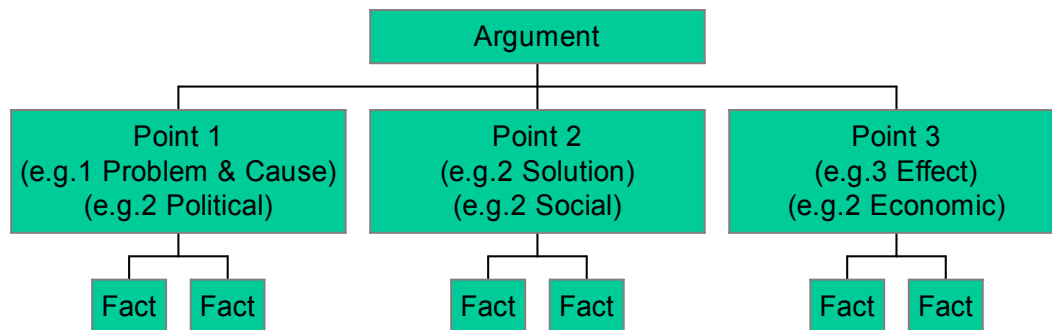 Argument
Point 1
(e.g.1 Problem & Cause)
(e.g.2 Political)
Point 2
(e.g.2 Solution)
(e.g.2 Social)
Point 3
(e.g.3 Effect)
(e.g.2 Economic)
Fact
Fact
Fact
Fact
Fact
Fact